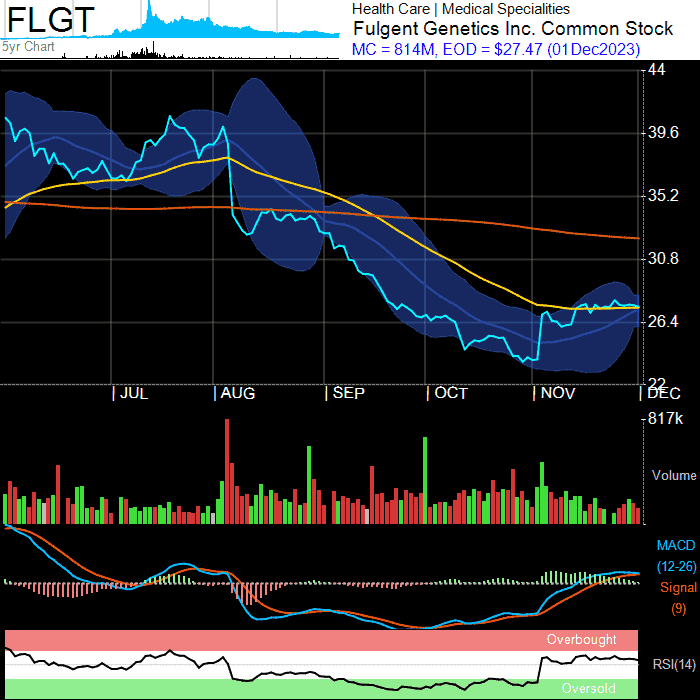 FLGT
5yr Chart
Health Care | Medical Specialities
Fulgent Genetics Inc. Common Stock
MC = 814M, EOD = $27.47 (01Dec2023)
44
39.6
35.2
30.8
26.4
22
JUL AUG SEP OCT NOV DEC
817k
Volume
MACD
(12-26)
Signal
(9)
Overbought
RSI(14)
Oversold